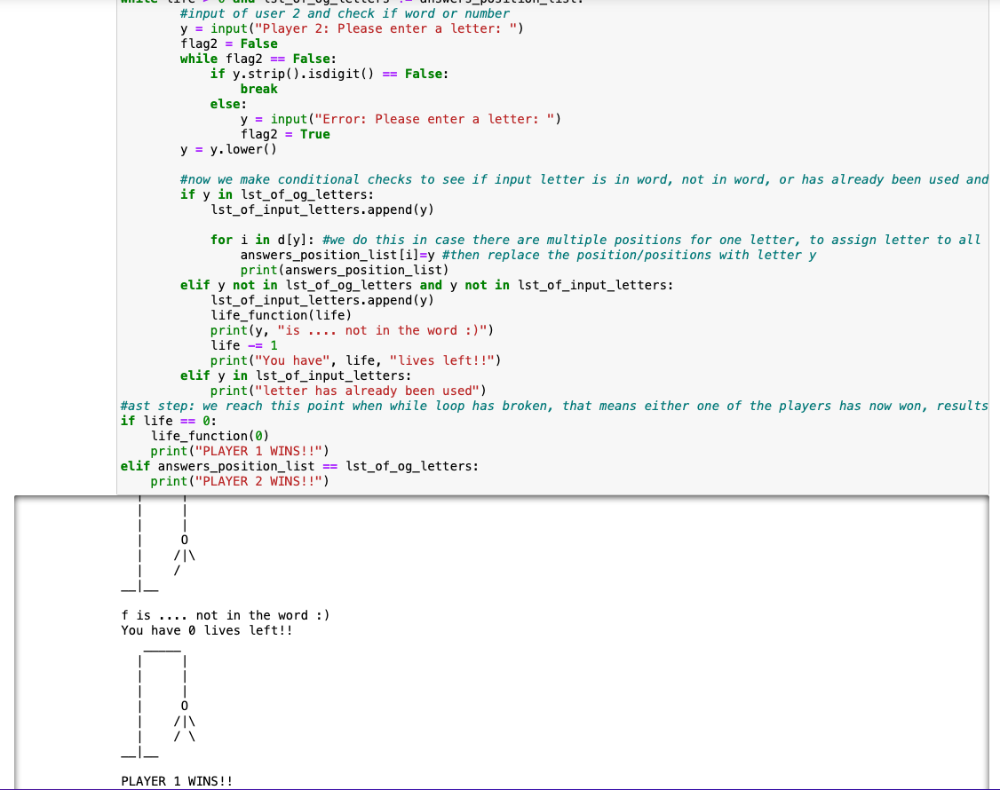 while life > 0 and lst_of_og_letters != answers_position_list:
#input of user 2 and check if word or number
y = input("Player 2: Please enter a letter: ")
flag2 = False
while flag2 == False:
if y.strip().isdigit() == False:
break
else:
y = input("Error: Please enter a letter: ")
flag2 = True
y = y.lower()
#now we make conditional checks to see if input letter is in word, not in word, or has already been used and
if y in lst_of_og_letters:
lst_of_input_letters.append(y)
for i in d[y]: #we do this in case there are multiple positions for one letter, to assign letter to all
answers_position_list[i]=y #then replace the position/positions with letter y
print(answers_position_list)
elif y not in lst_of_og_letters and y not in lst_of_input_letters:
lst_of_input_letters.append(y)
life_function(life)
print(y, "is .... not in the word :)")
life -= 1
print("You have", life, "lives left!!")
elif y in lst_of_input_letters:
print("letter has already been used")
#ast step: we reach this point when while loop has broken, that means either one of the players has now won, results
if life == 0:
life_function(0)
print("PLAYER 1 WINS!!")
elif answers_position_list == lst_of_og_letters:
print("PLAYER 2 WINS!!")
|     |
|     |
|     |
|     O
|    /|\
|    /
__|__
f is .... not in the word :)
You have 0 lives left!!
_____
|     |
|     |
|     |
|     O
|    /|\
|    / \
__|__
PLAYER 1 WINS!!